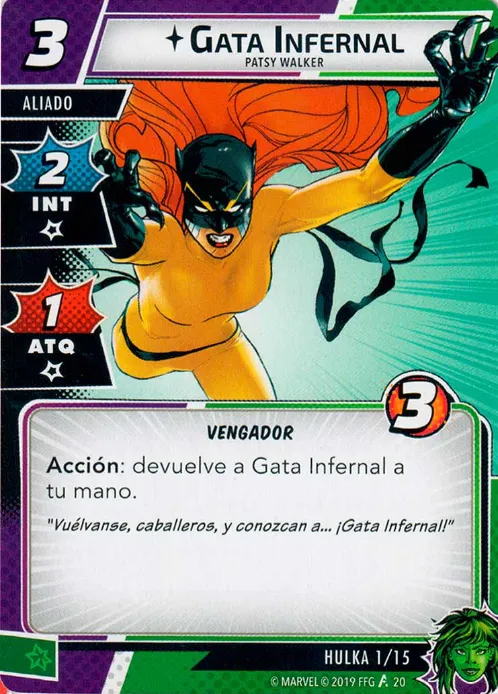 3
GATA INFERNAL
PATSY WALKER
ALIADO
2
INT
1
ATQ
3
VENGADOR
Acción: devuelve a Gata Infernal a
tu mano.
"Vuélvanse, caballeros, y conozcan a... ¡Gata Infernal!"
HULKA 1/15
© MARVEL © 2019 FFG 20